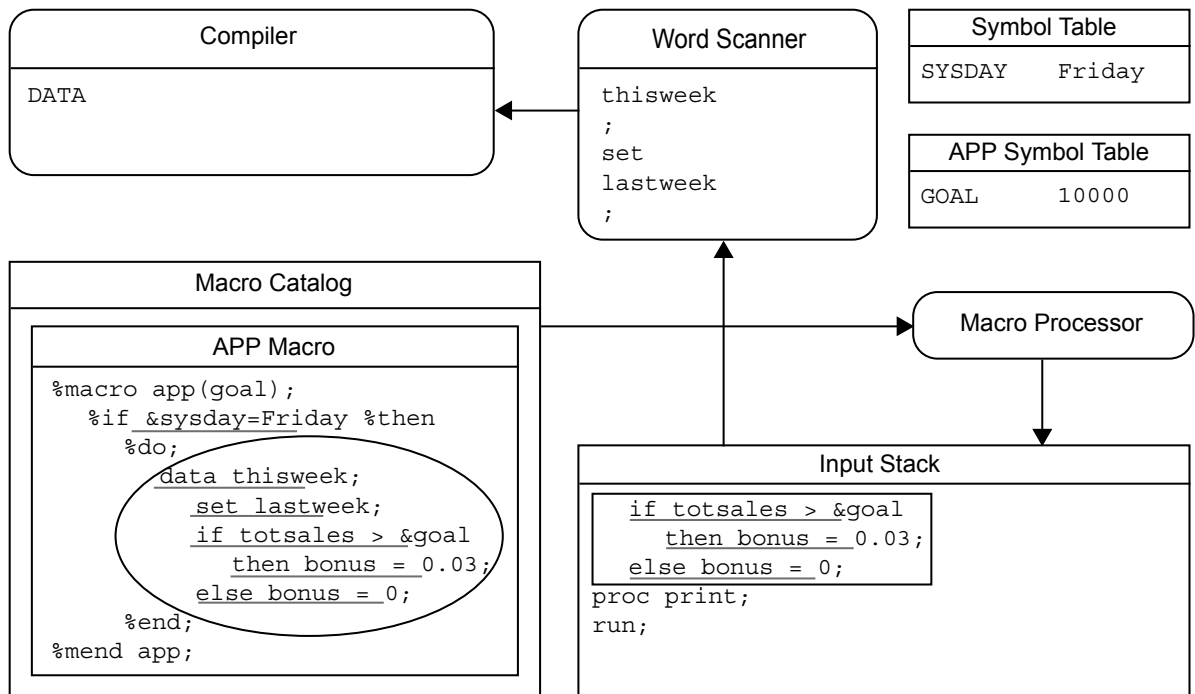 Compiler
DATA
Word Scanner
thisweek
;
set
lastweek
;
Symbol Table
SYSDAY Friday
APP Symbol Table
GOAL 10000
Macro Catalog
APP Macro
%macro app(goal);
%if &sysday=Friday %then
%do;
data thisweek;
set lastweek;
if totsales > &goal
then bonus = 0.03;
else bonus = 0;
%end;
%mend app;
Macro Processor
Input Stack
if totsales > &goal
then bonus = 0.03;
else bonus = 0;
proc print;
run;